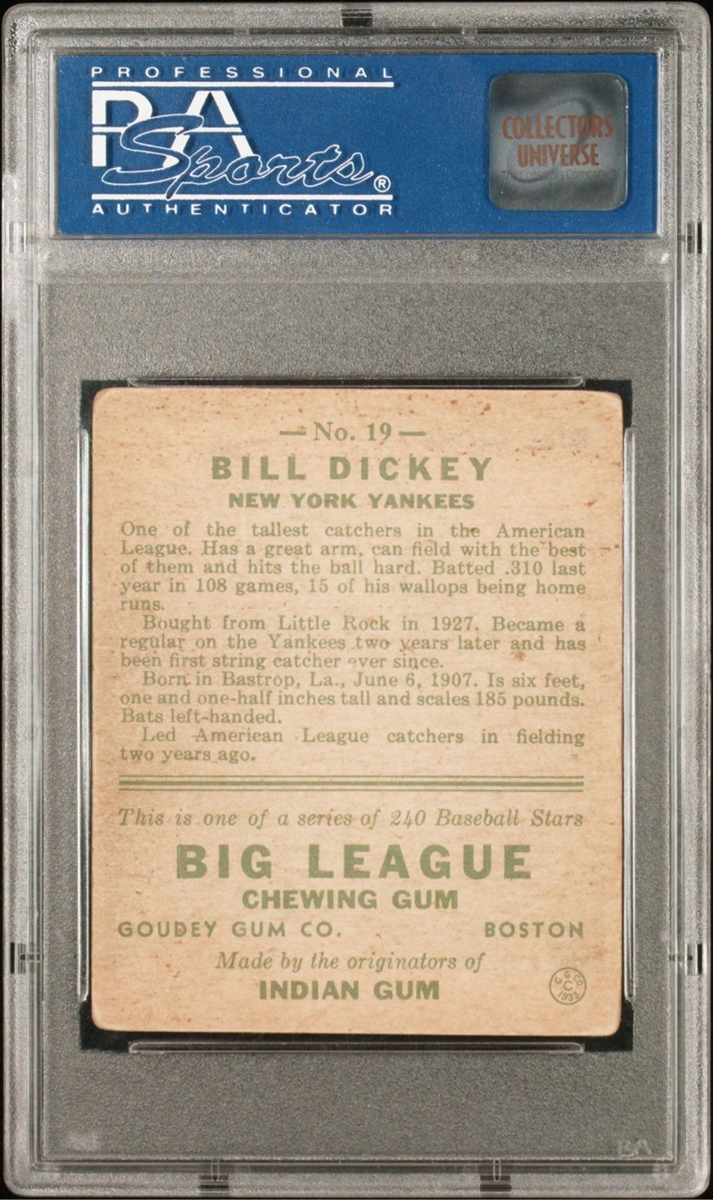 PROFESSIONAL
PSA
Sports®
AUTHENTICATOR
COLLECTORS
UNIVERSE
— No. 19 —
BILL DICKEY
NEW YORK YANKEES
One of the tallest catchers in the American
League. Has a great arm, can field with the best
of them and hits the ball hard. Batted .310 last
year in 108 games, 15 of his wallops being home
runs.
Bought from Little Rock in 1927. Became a
regular on the Yankees two years later and has
been first string catcher ever since.
Born in Bastrop, La., June 6, 1907. Is six feet,
one and one-half inches tall and scales 185 pounds.
Bats left-handed.
Led American League catchers in fielding
two years ago.
This is one of a series of 240 Baseball Stars
BIG LEAGUE
CHEWING GUM
GOUDEY GUM CO. BOSTON
Made by the originators of
INDIAN GUM
G. G. CO.
C
1933